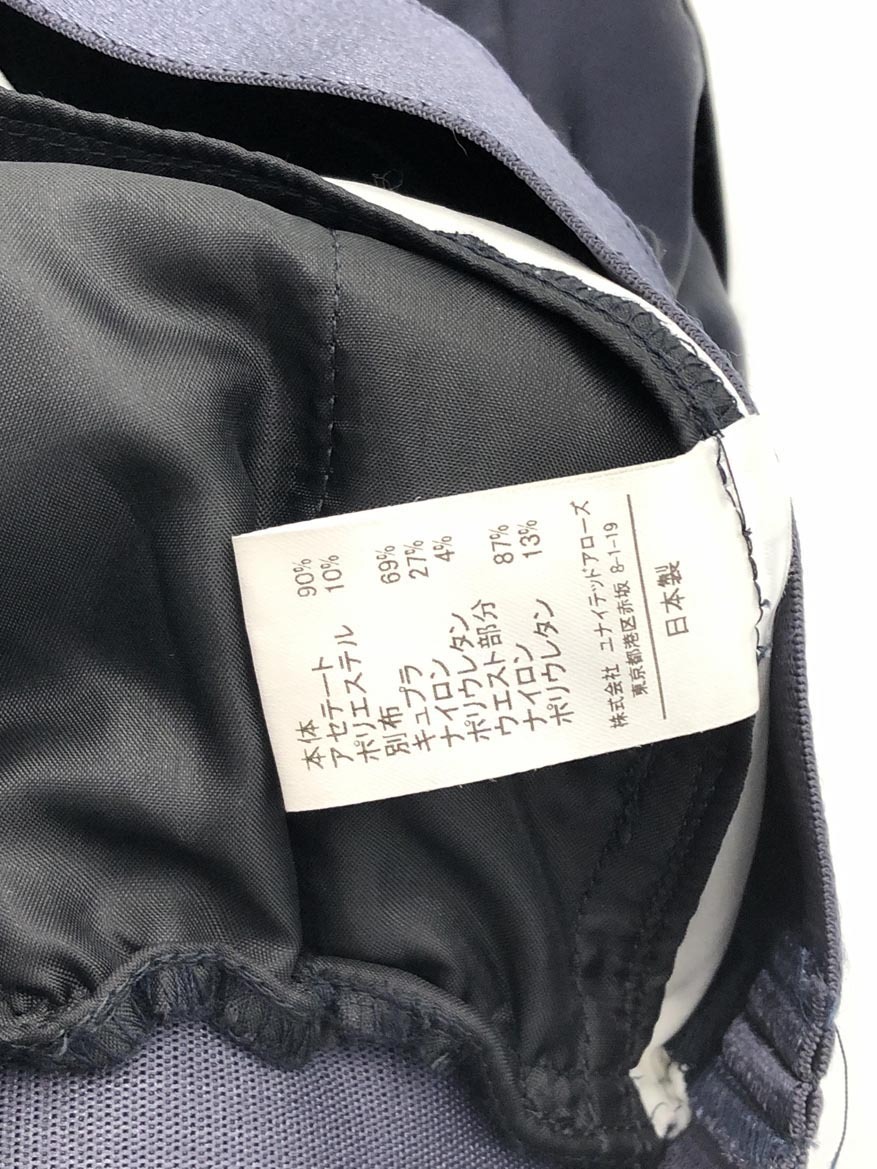 本体
アセテート 90%
ポリエステル 10%
別布
キュプラ 69%
ナイロン 27%
ポリウレタン 4%
ウエスト部分
ナイロン 87%
ポリウレタン 13%
株式会社 ユナイテッドアローズ
東京都港区赤坂 8-1-19
日本製